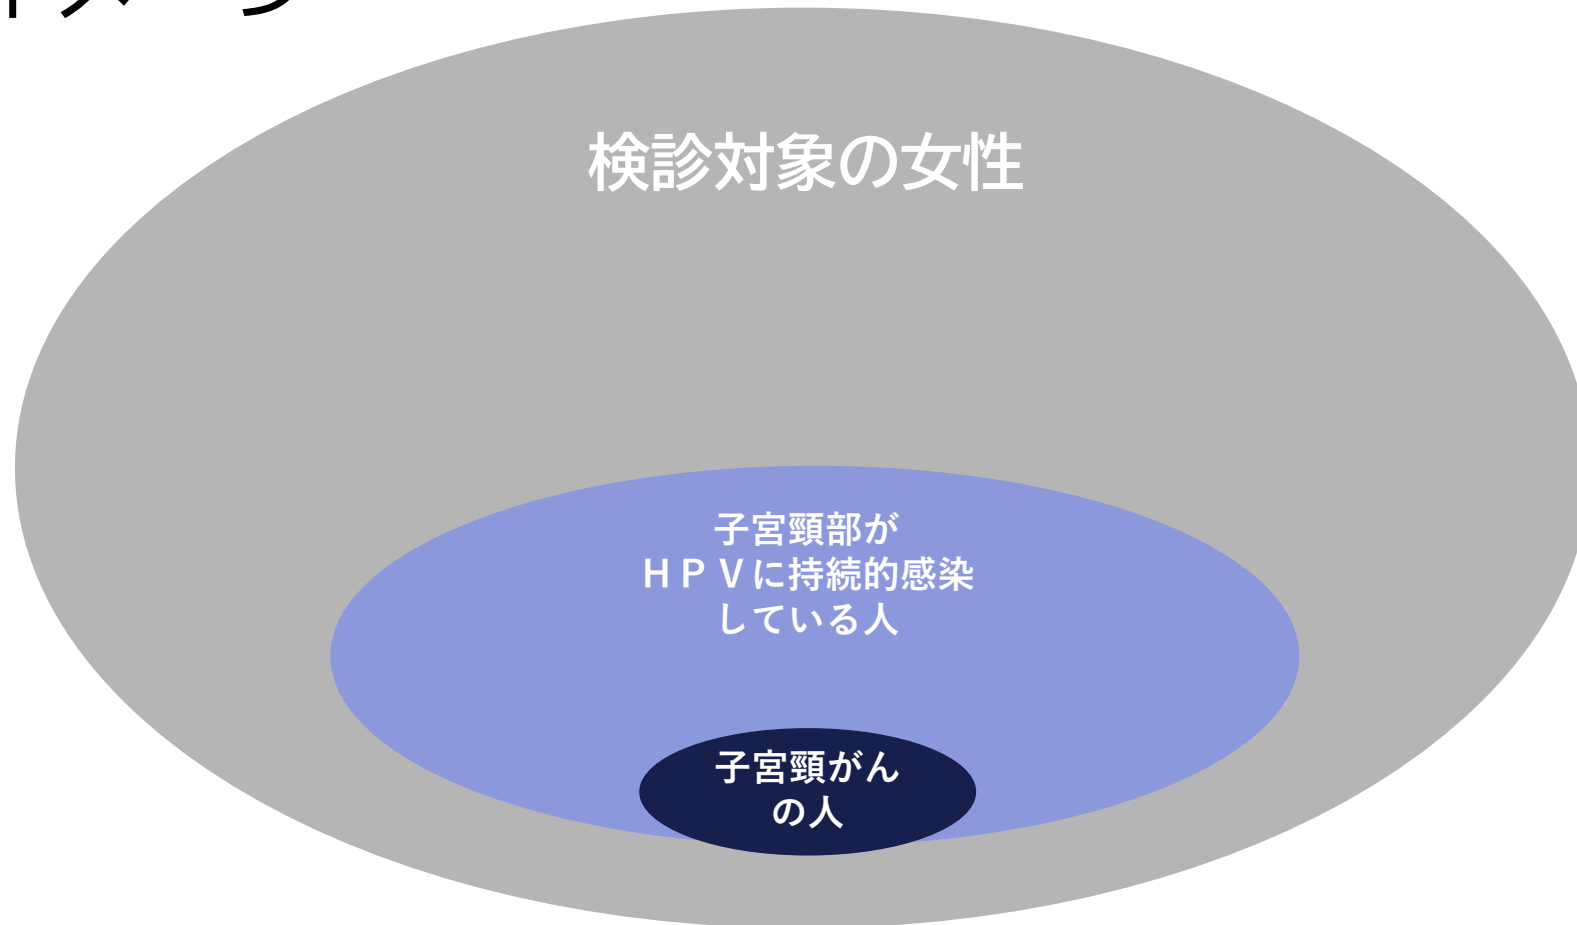 検診対象の女性
子宮頸部が
ＨＰＶに持続的感染
している人
子宮頸がん
の人